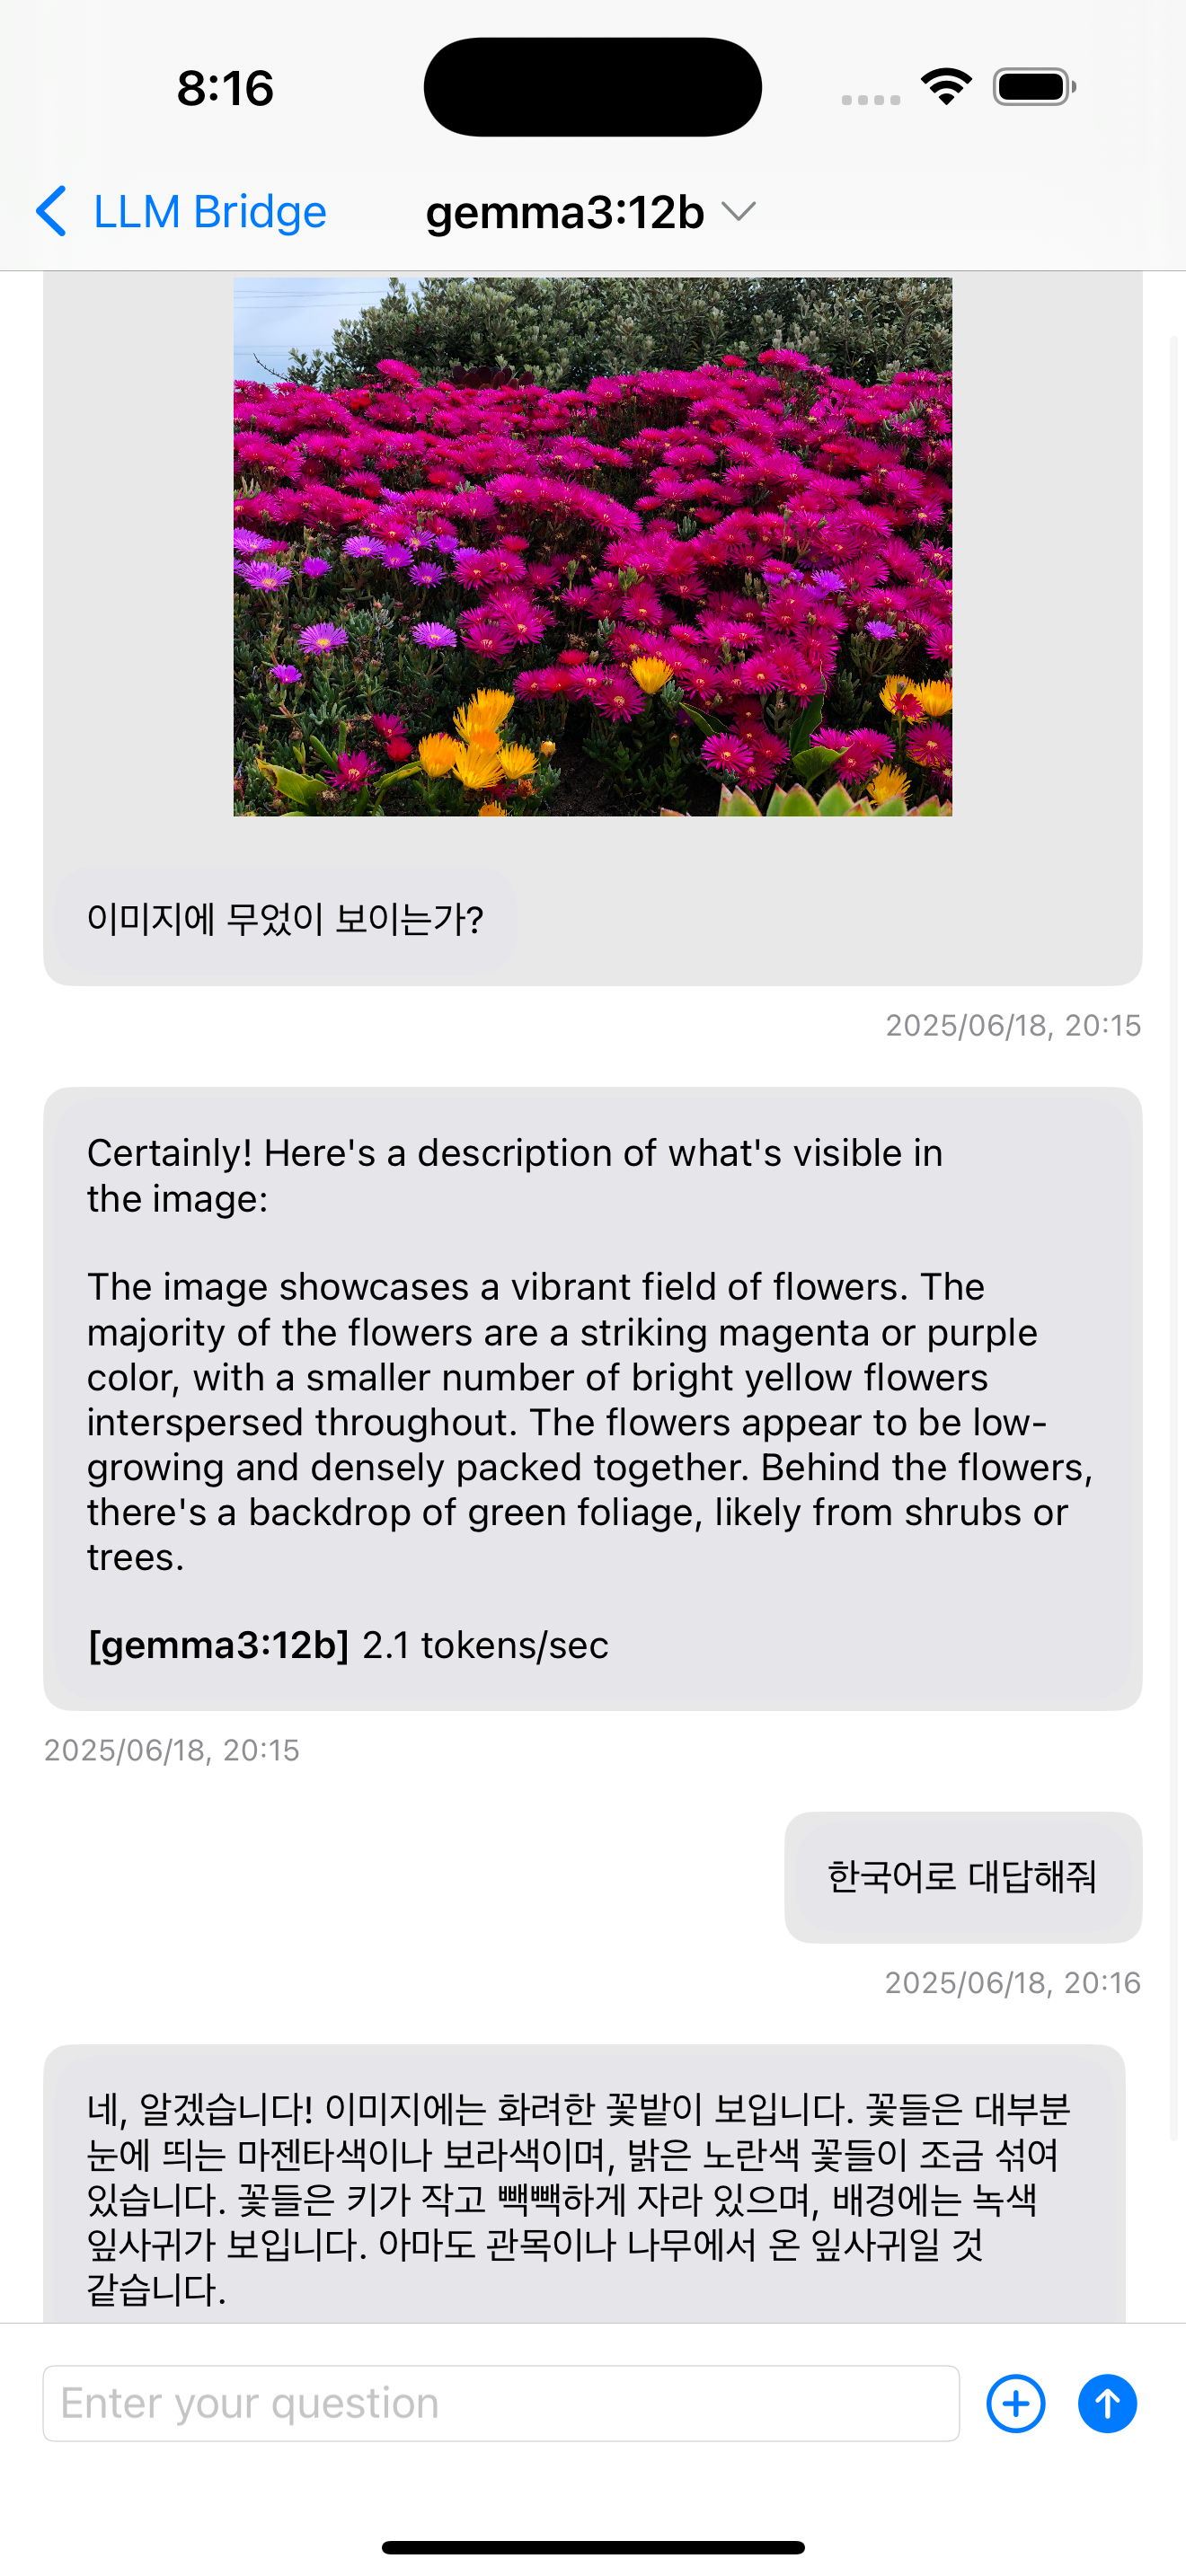 8:16
LLM Bridge
gemma3:12b
이미지에 무었이 보이는가?
2025/06/18, 20:15
Certainly! Here's a description of what's visible in
the image:
The image showcases a vibrant field of flowers. The
majority of the flowers are a striking magenta or purple
color, with a smaller number of bright yellow flowers
interspersed throughout. The flowers appear to be low-
growing and densely packed together. Behind the flowers,
there's a backdrop of green foliage, likely from shrubs or
trees.
[gemma3:12b] 2.1 tokens/sec
2025/06/18, 20:15
한국어로 대답해줘
2025/06/18, 20:16
네, 알겠습니다! 이미지에는 화려한 꽃밭이 보입니다. 꽃들은 대부분
눈에 띄는 마젠타색이나 보라색이며, 밝은 노란색 꽃들이 조금 섞여
있습니다. 꽃들은 키가 작고 빽빽하게 자라 있으며, 배경에는 녹색
잎사귀가 보입니다. 아마도 관목이나 나무에서 온 잎사귀일 것
같습니다.
Enter your question